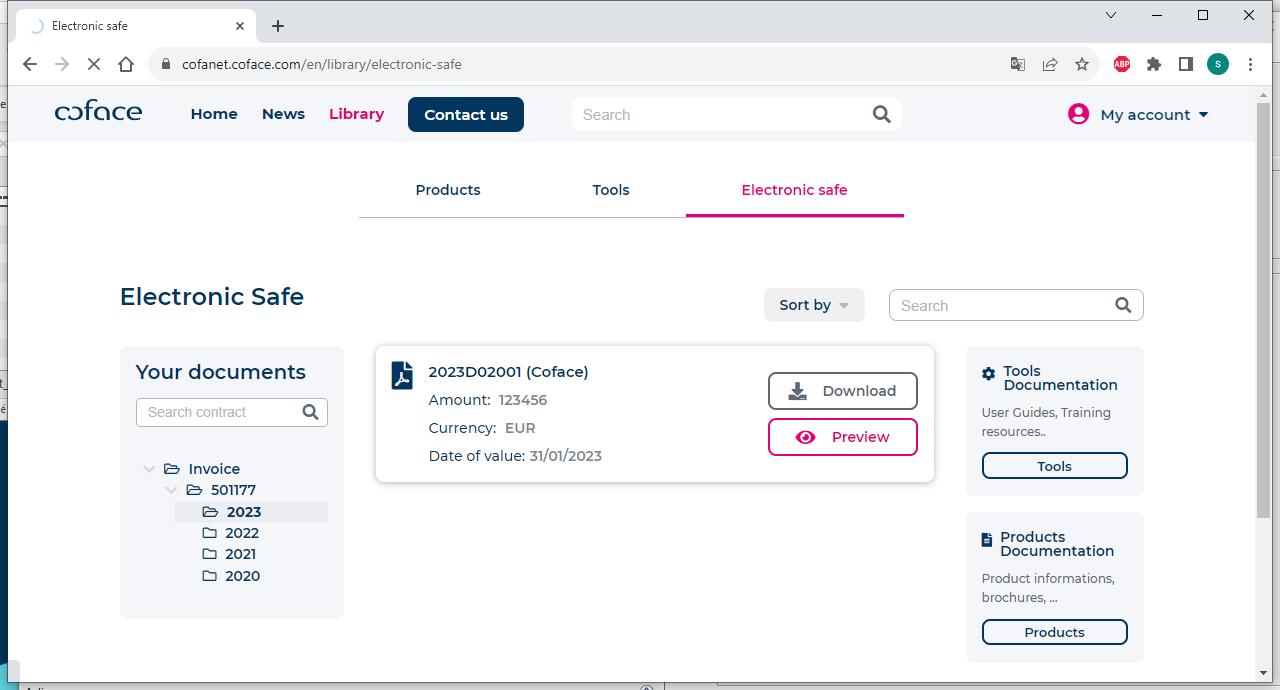 Electronic safe
cofanet.coface.com/en/library/electronic-safe
ABP
S
coface
Home
News
Library
Contact us
Search
My account
Products
Tools
Electronic safe
Electronic Safe
Sort by
Search
Your documents
Search contract
Invoice
501177
2023
2022
2021
2020
2023D02001 (Coface)
Amount: 123456
Currency: EUR
Date of value: 31/01/2023
Download
Preview
Tools
Documentation
User Guides, Training
resources..
Tools
Products
Documentation
Product informations,
brochures, ...
Products